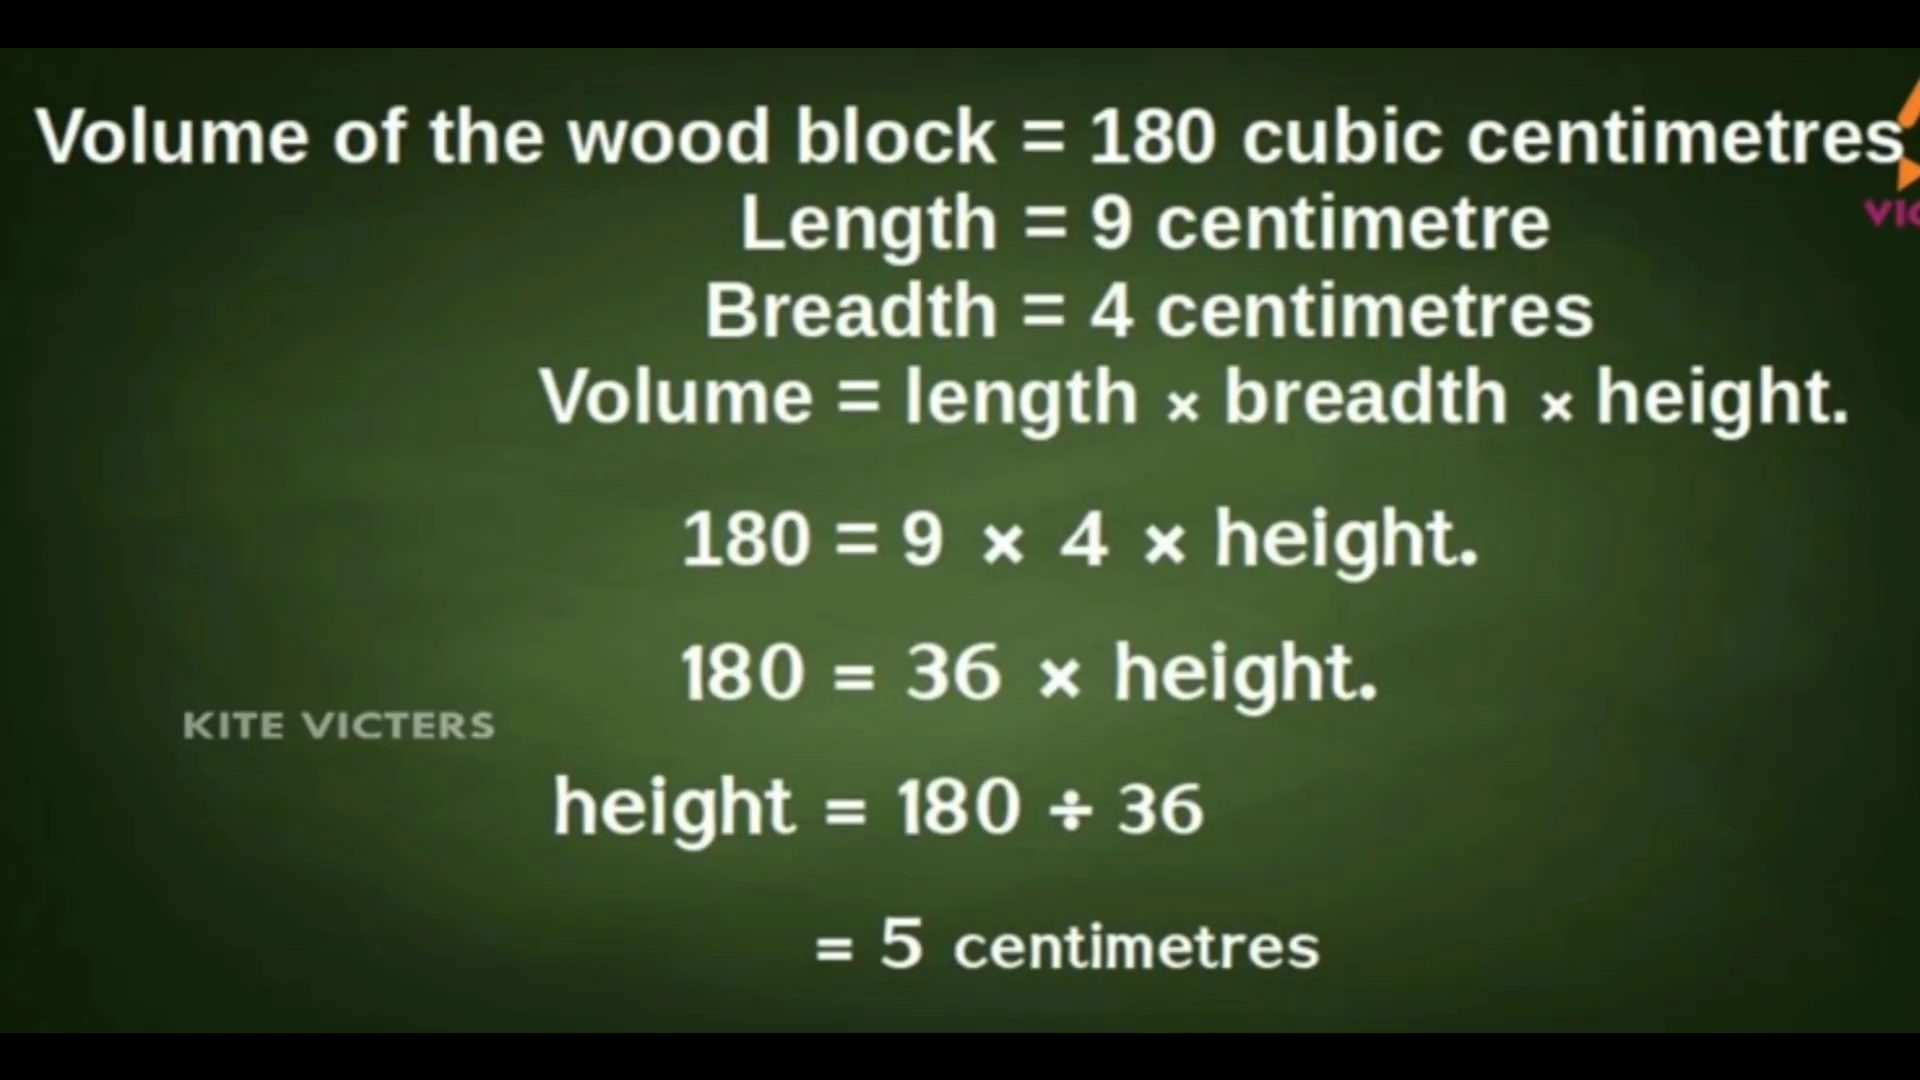 Volume of the wood block = 180 cubic centimetres
Length = 9 centimetre
Breadth = 4 centimetres
Volume = length × breadth × height.
180 = 9 × 4 × height.
180 = 36 × height.
KITE VICTERS
height = 180 ÷ 36
= 5 centimetres